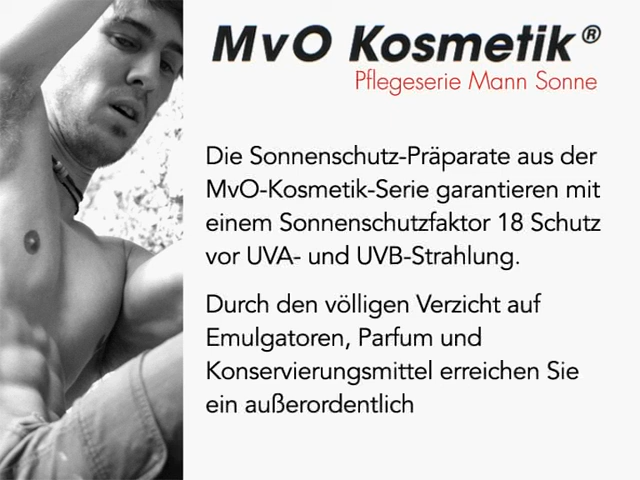 MvO Kosmetik®
Pflegeserie Mann Sonne
Die Sonnenschutz-Präparate aus der
MvO-Kosmetik-Serie garantieren mit
einem Sonnenschutzfaktor 18 Schutz
vor UVA- und UVB-Strahlung.
Durch den völligen Verzicht auf
Emulgatoren, Parfum und
Konservierungsmittel erreichen Sie
ein außerordentlich